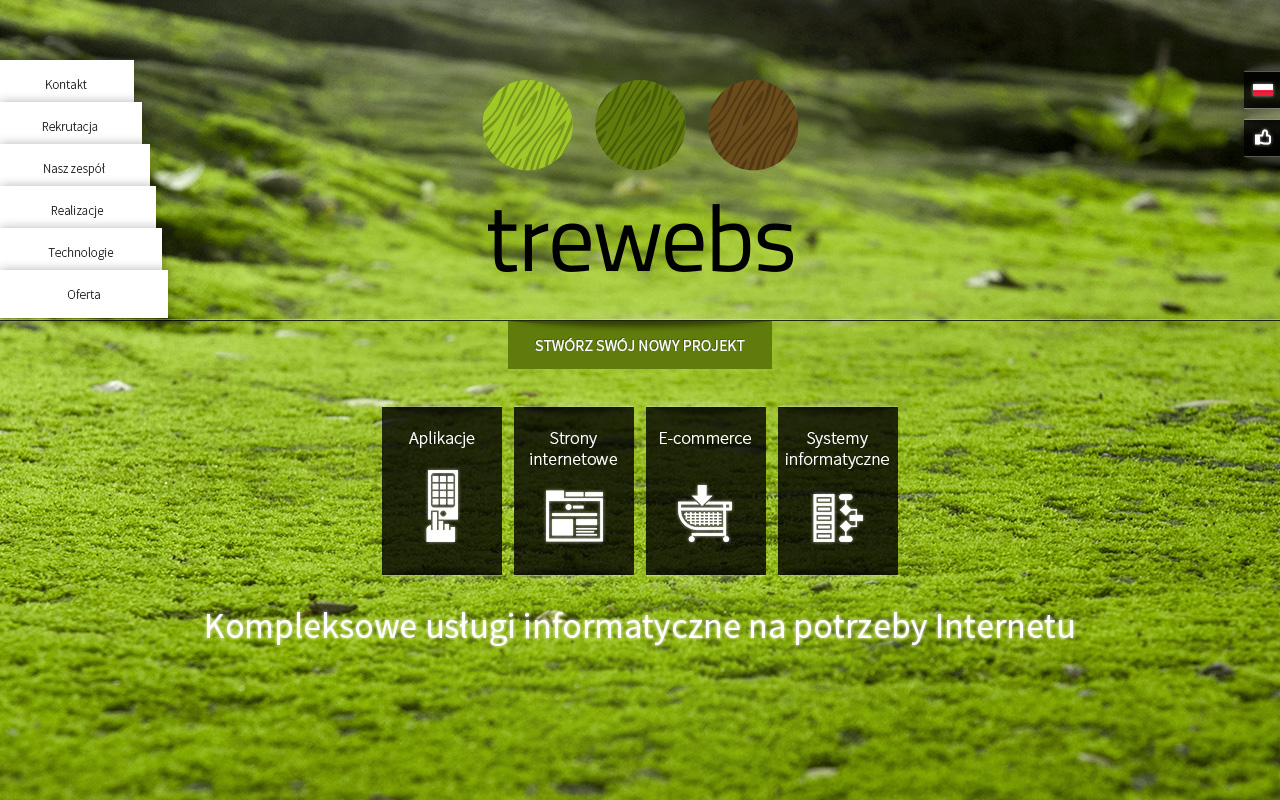 Kontakt
Rekrutacja
Nasz zespół
Realizacje
Technologie
Oferta
trewebs
STWÓRZ SWÓJ NOWY PROJEKT
Aplikacje
Strony
internetowe
E-commerce
Systemy
informatyczne
Kompleksowe usługi informatyczne na potrzeby Internetu